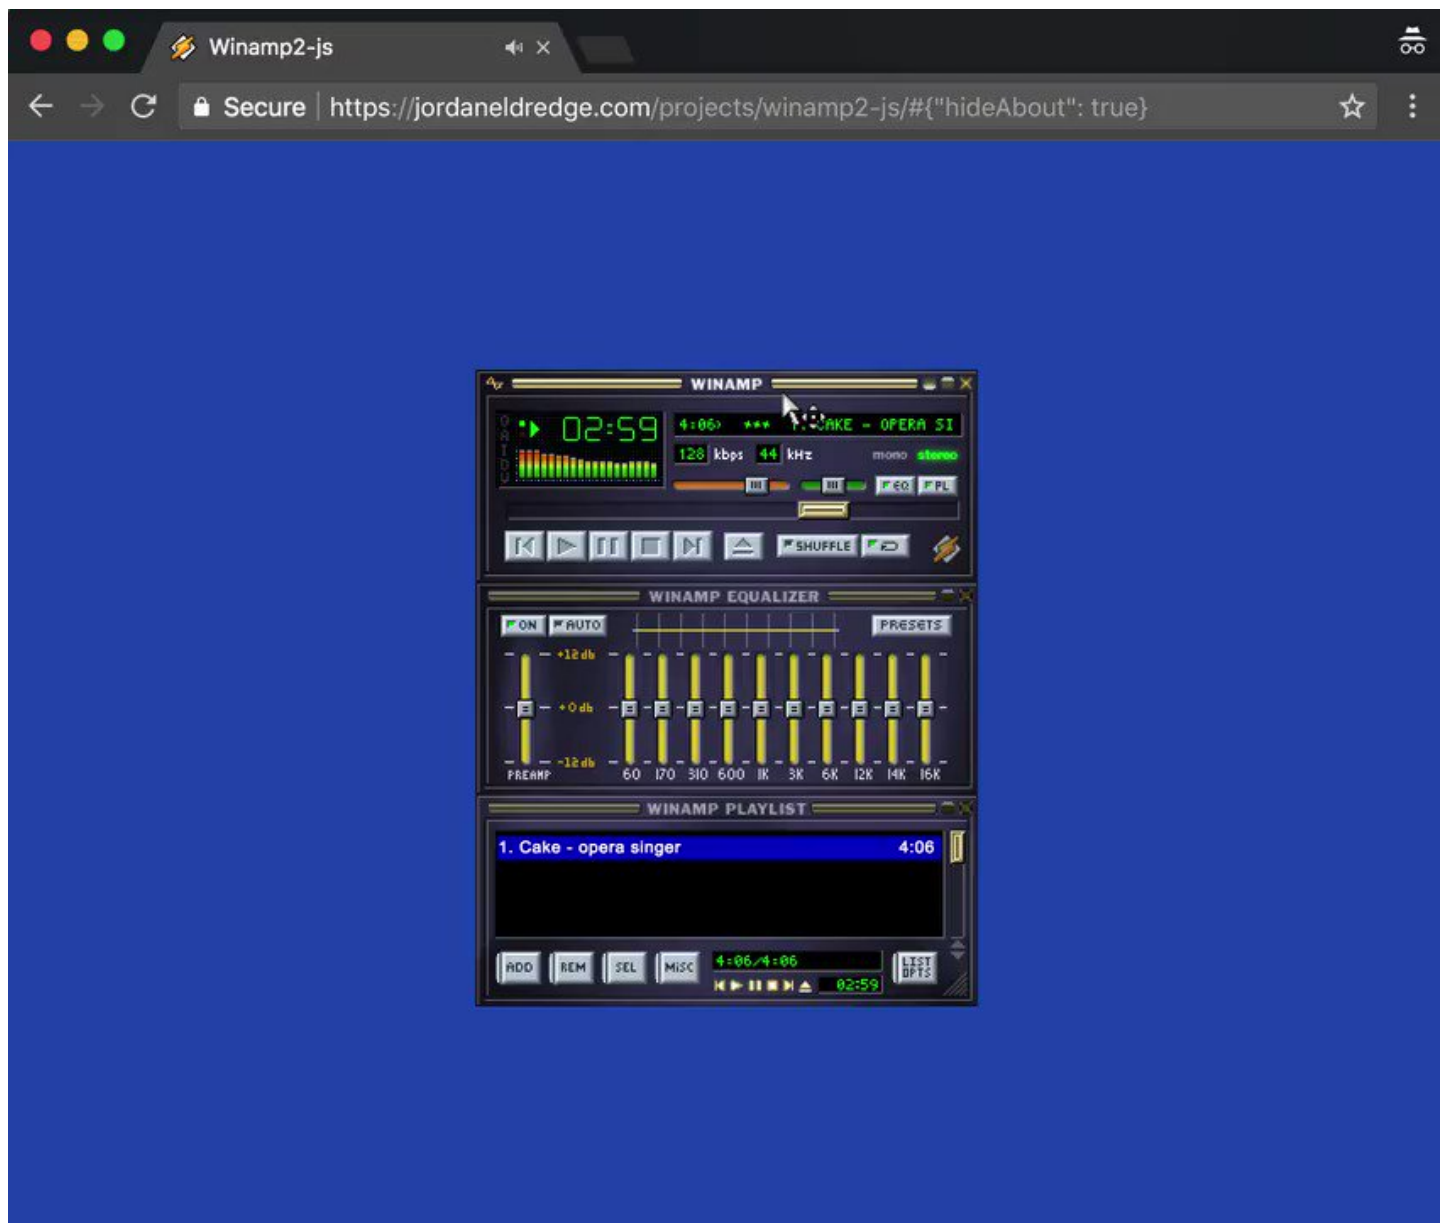 Winamp2-js
Secure | https://jordaneldredge.com/projects/winamp2-js/#{"hideAbout": true}
WINAMP
O
A
I
D
V
02:59
4:06) *** 1. CAKE - OPERA SI
128 kbps 44 kHz mono stereo
EQ PL
SHUFFLE
WINAMP EQUALIZER
ON AUTO PRESETS
+12 db
+0 db
-12 db
PREAMP 60 170 310 600 1K 3K 6K 12K 14K 16K
WINAMP PLAYLIST
1. Cake - opera singer 4:06
ADD REM SEL MISC 4:06/4:06 LIST
OPTS
02:59